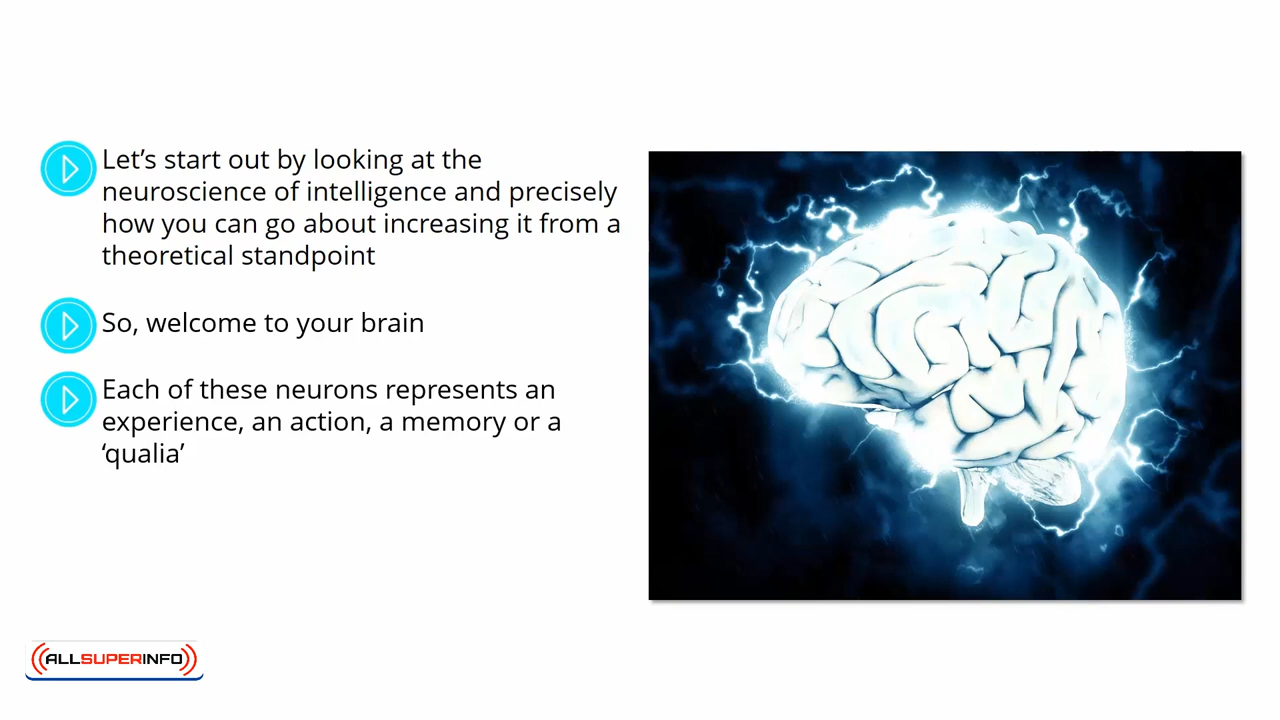 Let’s start out by looking at the
neuroscience of intelligence and precisely
how you can go about increasing it from a
theoretical standpoint
So, welcome to your brain
Each of these neurons represents an
experience, an action, a memory or a
‘qualia’
ALLSUPERINFO